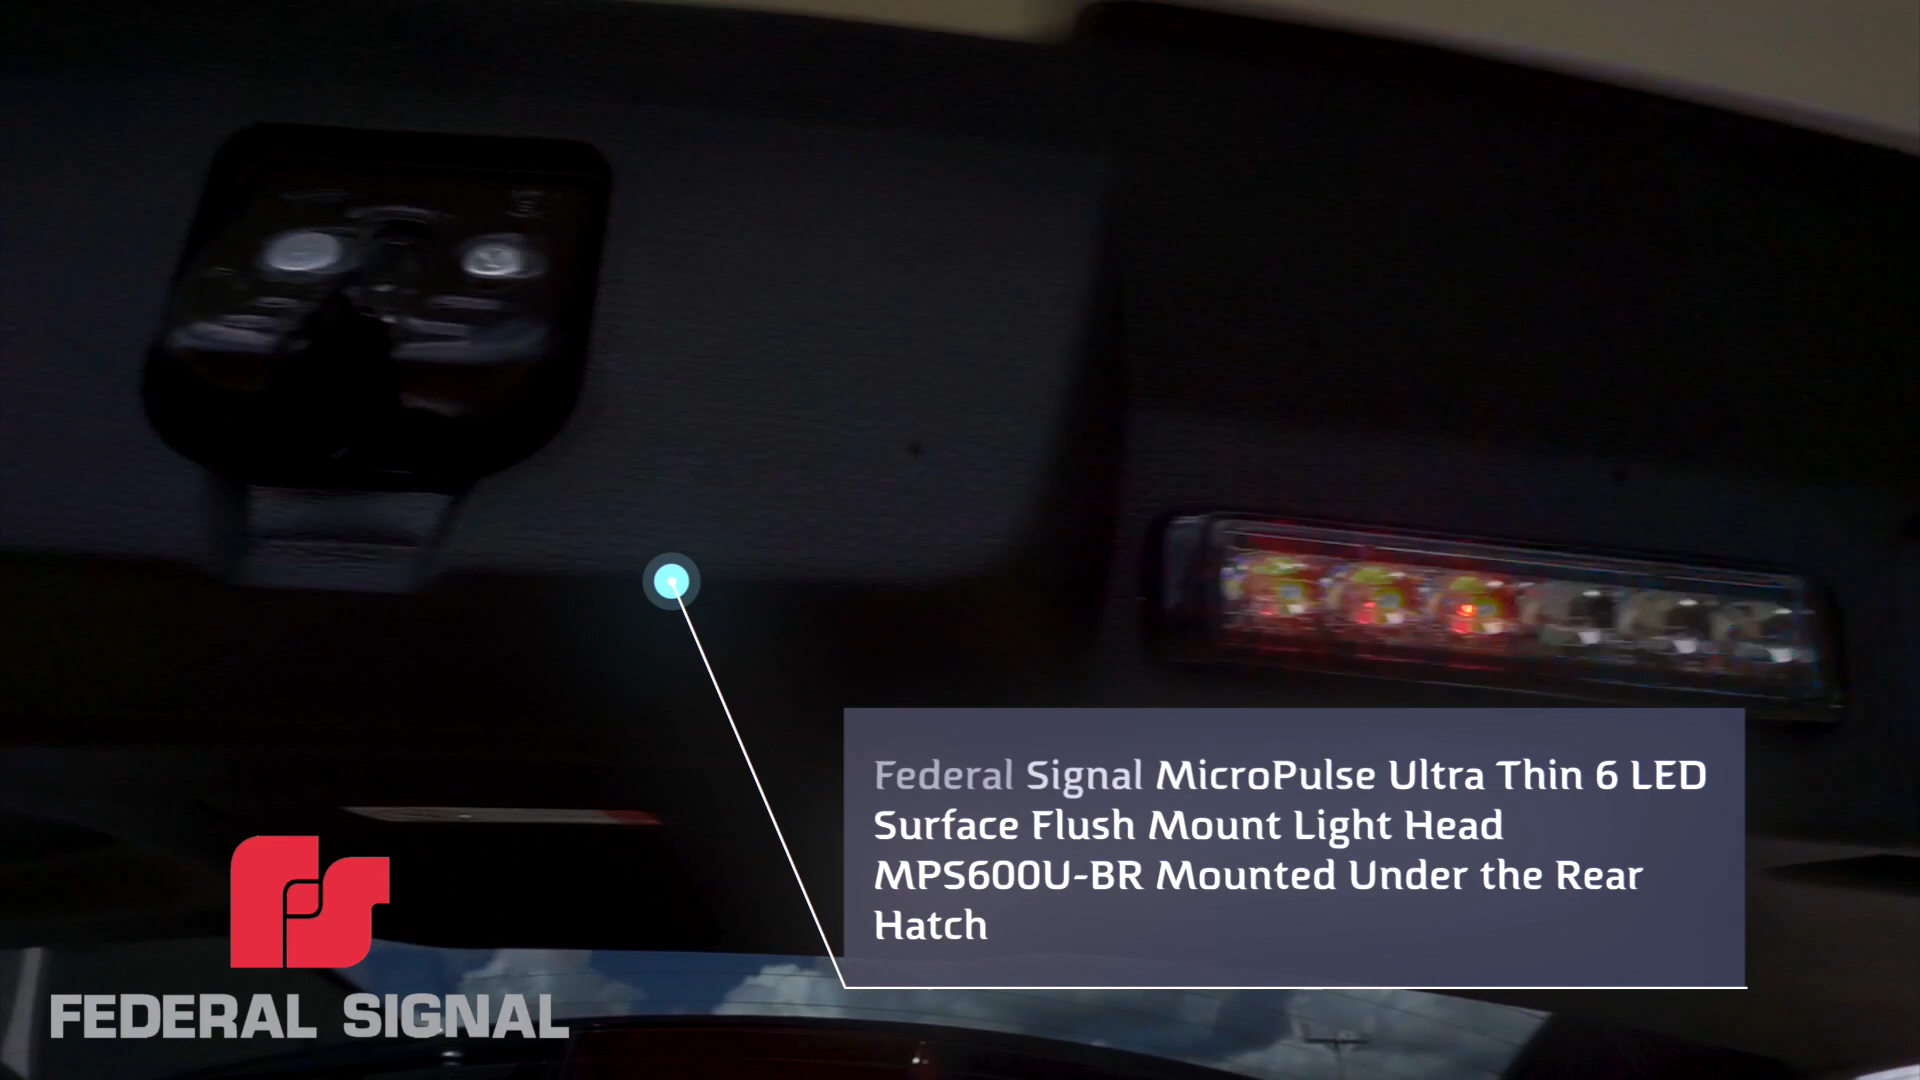 Federal Signal MicroPulse Ultra Thin 6 LED
Surface Flush Mount Light Head
MPS600U-BR Mounted Under the Rear
Hatch
FEDERAL SIGNAL